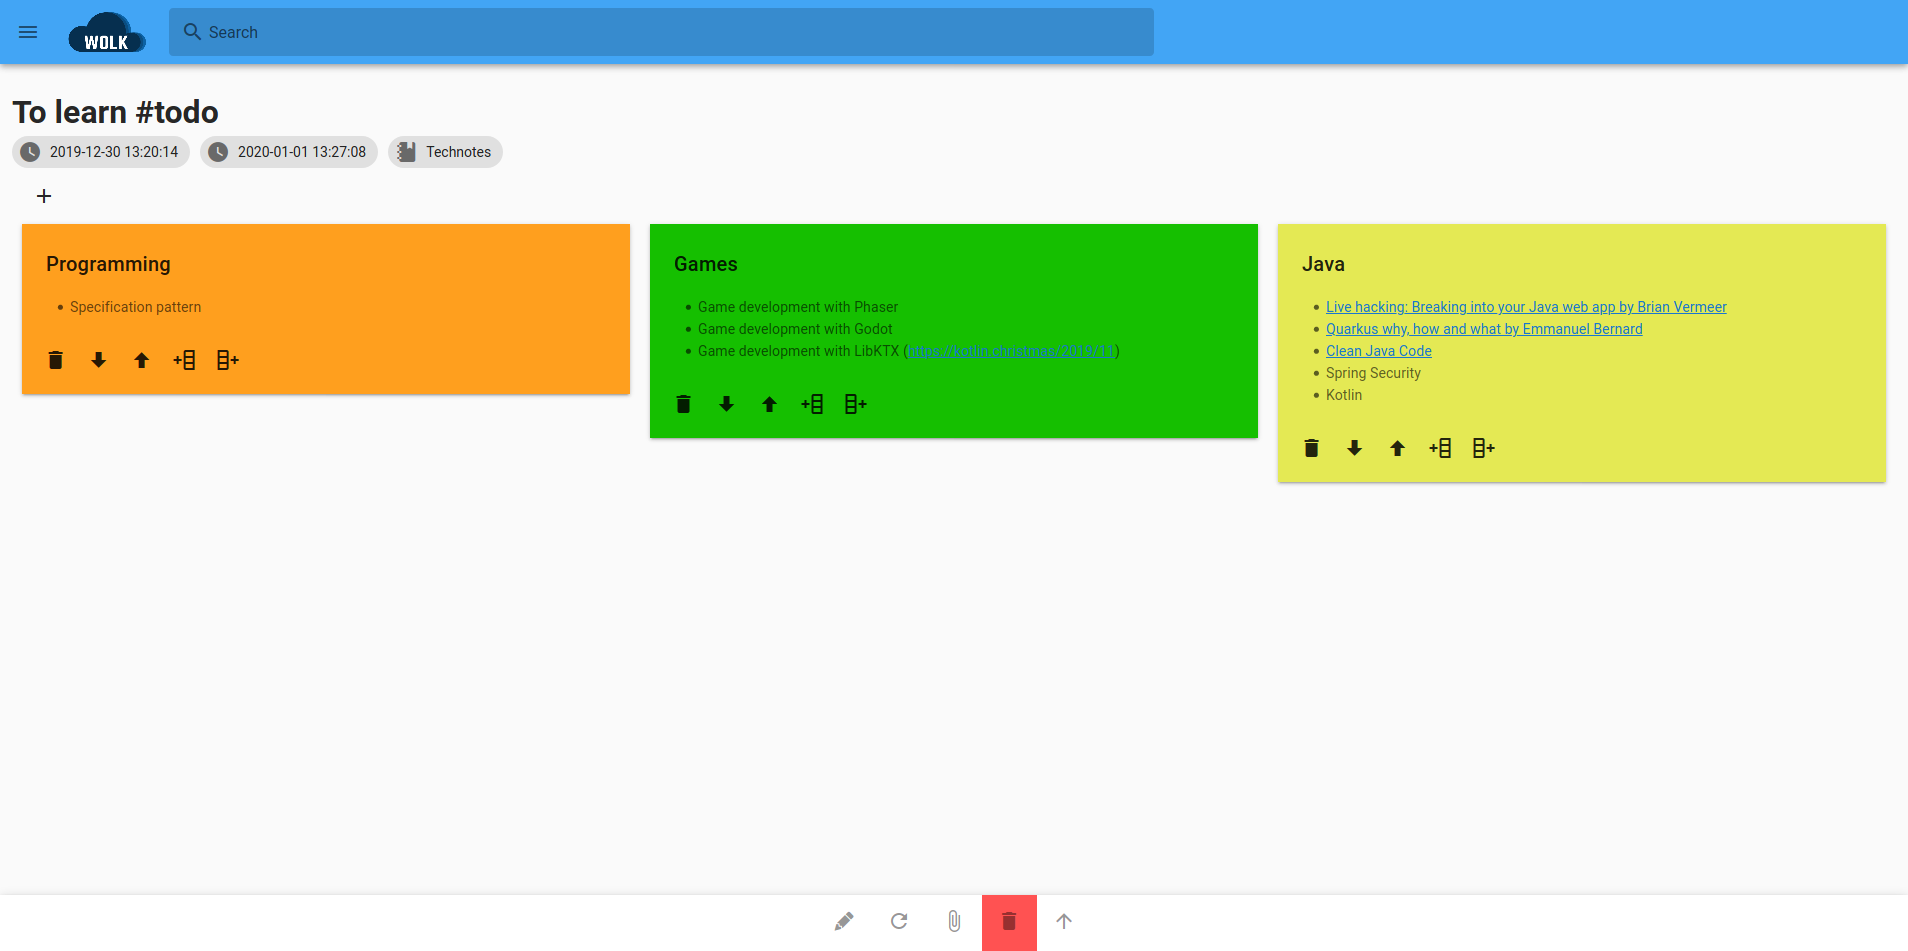 WOLK
Search
To learn #todo
2019-12-30 13:20:14
2020-01-01 13:27:08
Technotes
Programming
Specification pattern
Games
Game development with Phaser
Game development with Godot
Game development with LibKTX (https://kotlin.christmas/2019/11)
Java
Live hacking: Breaking into your Java web app by Brian Vermeer
Quarkus why, how and what by Emmanuel Bernard
Clean Java Code
Spring Security
Kotlin